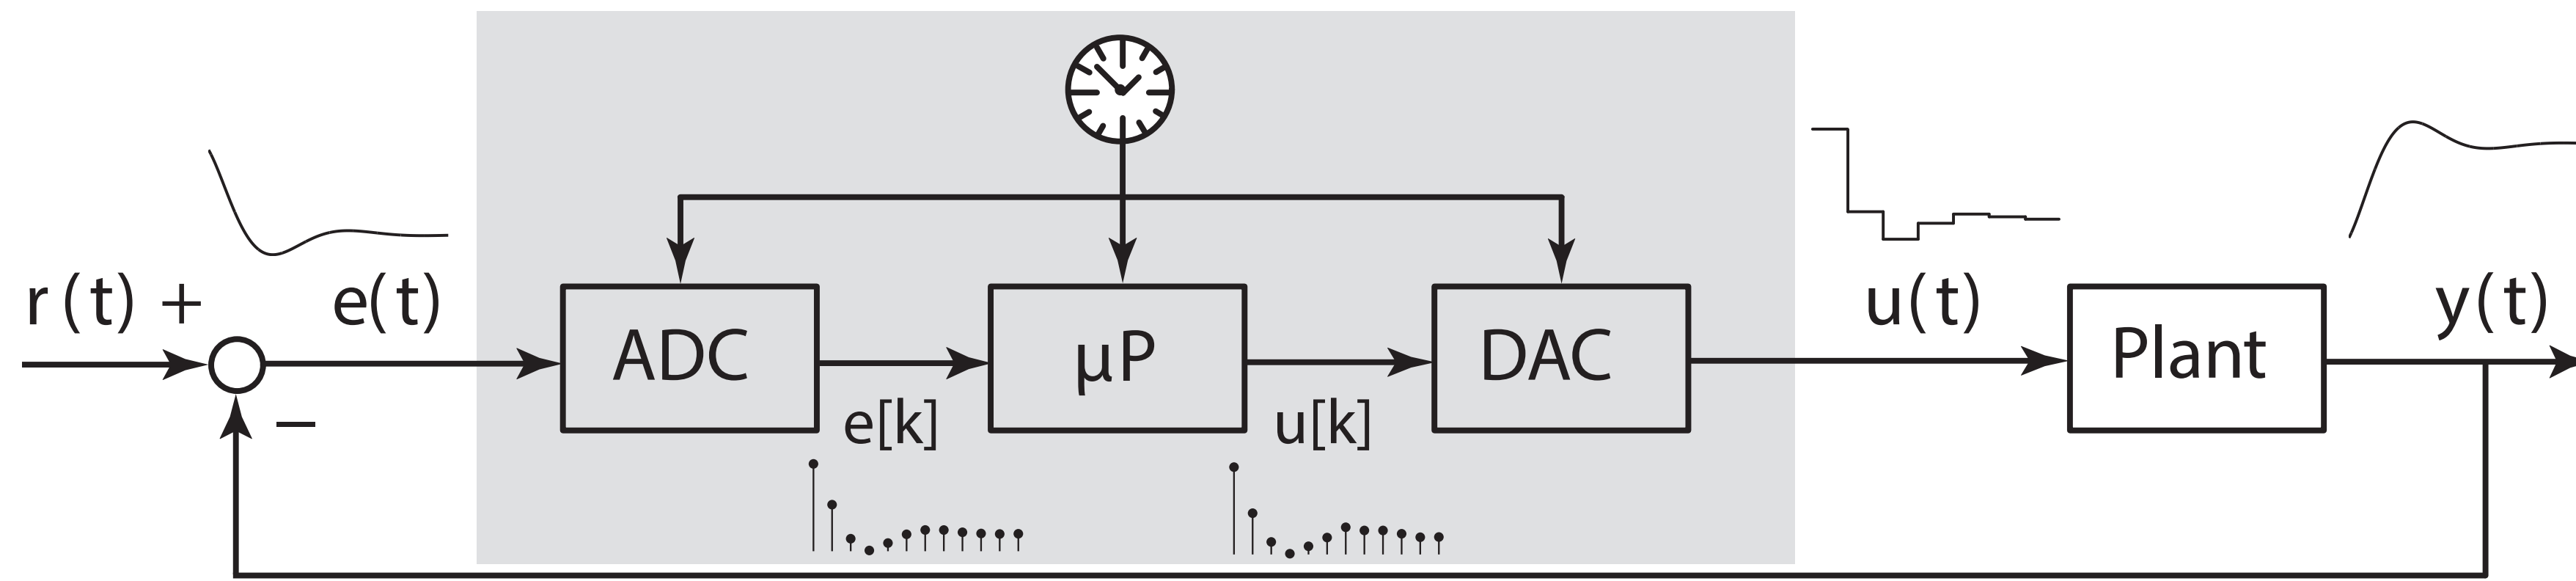 r(t) +
e(t)
−
ADC
e[k]
μP
u[k]
DAC
u(t)
Plant
y(t)